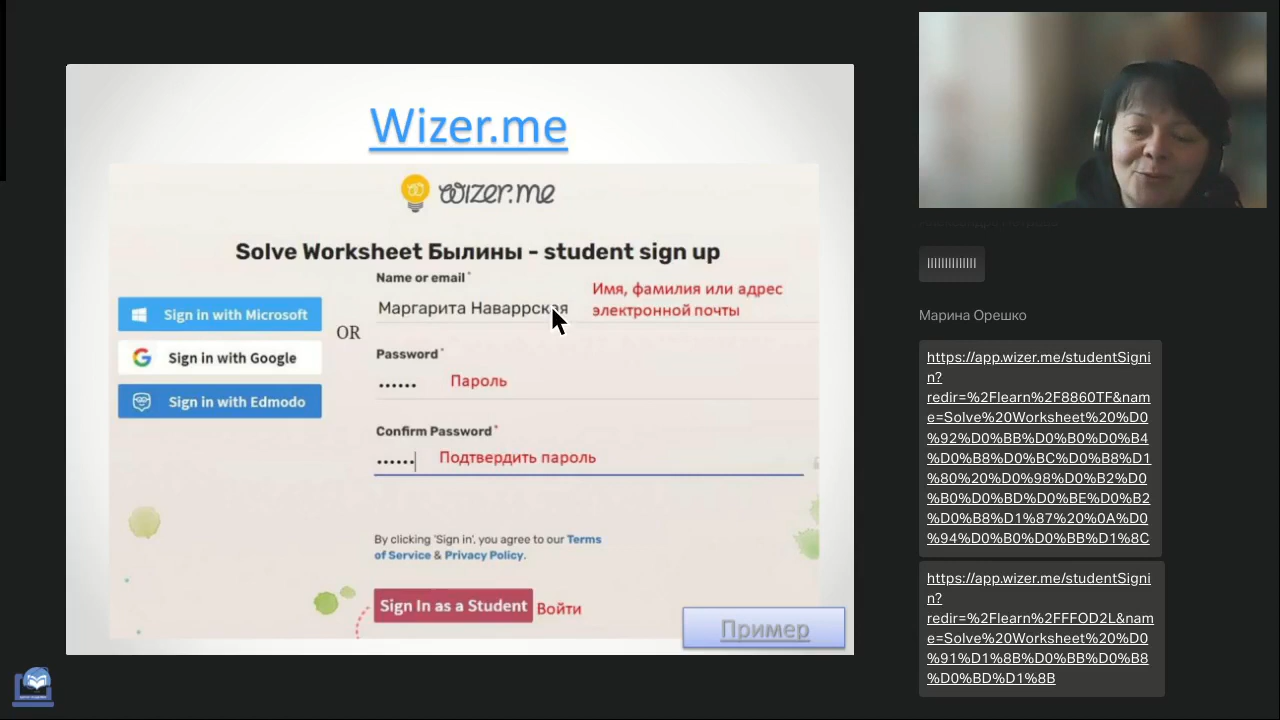 Wizer.me
wizer.me
Solve Worksheet Былины - student sign up
Name or email *
Маргарита Наваррская
Имя, фамилия или адрес
электронной почты
Sign in with Microsoft
OR
Sign in with Google
Password *
Пароль
Sign in with Edmodo
Confirm Password *
Подтвердить пароль
By clicking 'Sign in', you agree to our Terms
of Service & Privacy Policy.
Sign In as a Student
Войти
Пример
Марина Орешко
https://app.wizer.me/studentSigni
n?
redir=%2Flearn%2F8860TF&nam
e=Solve%20Worksheet%20%D0
%92%D0%BB%D0%B0%D0%B4
%D0%B8%D0%BC%D0%B8%D1
%80%20%D0%98%D0%B2%D0
%B0%D0%BD%D0%BE%D0%B2
%D0%B8%D1%87%20%0A%D0
%94%D0%B0%D0%BB%D1%8C
https://app.wizer.me/studentSigni
n?
redir=%2Flearn%2FFFOD2L&nam
e=Solve%20Worksheet%20%D0
%91%D1%8B%D0%BB%D0%B8
%D0%BD%D1%8B